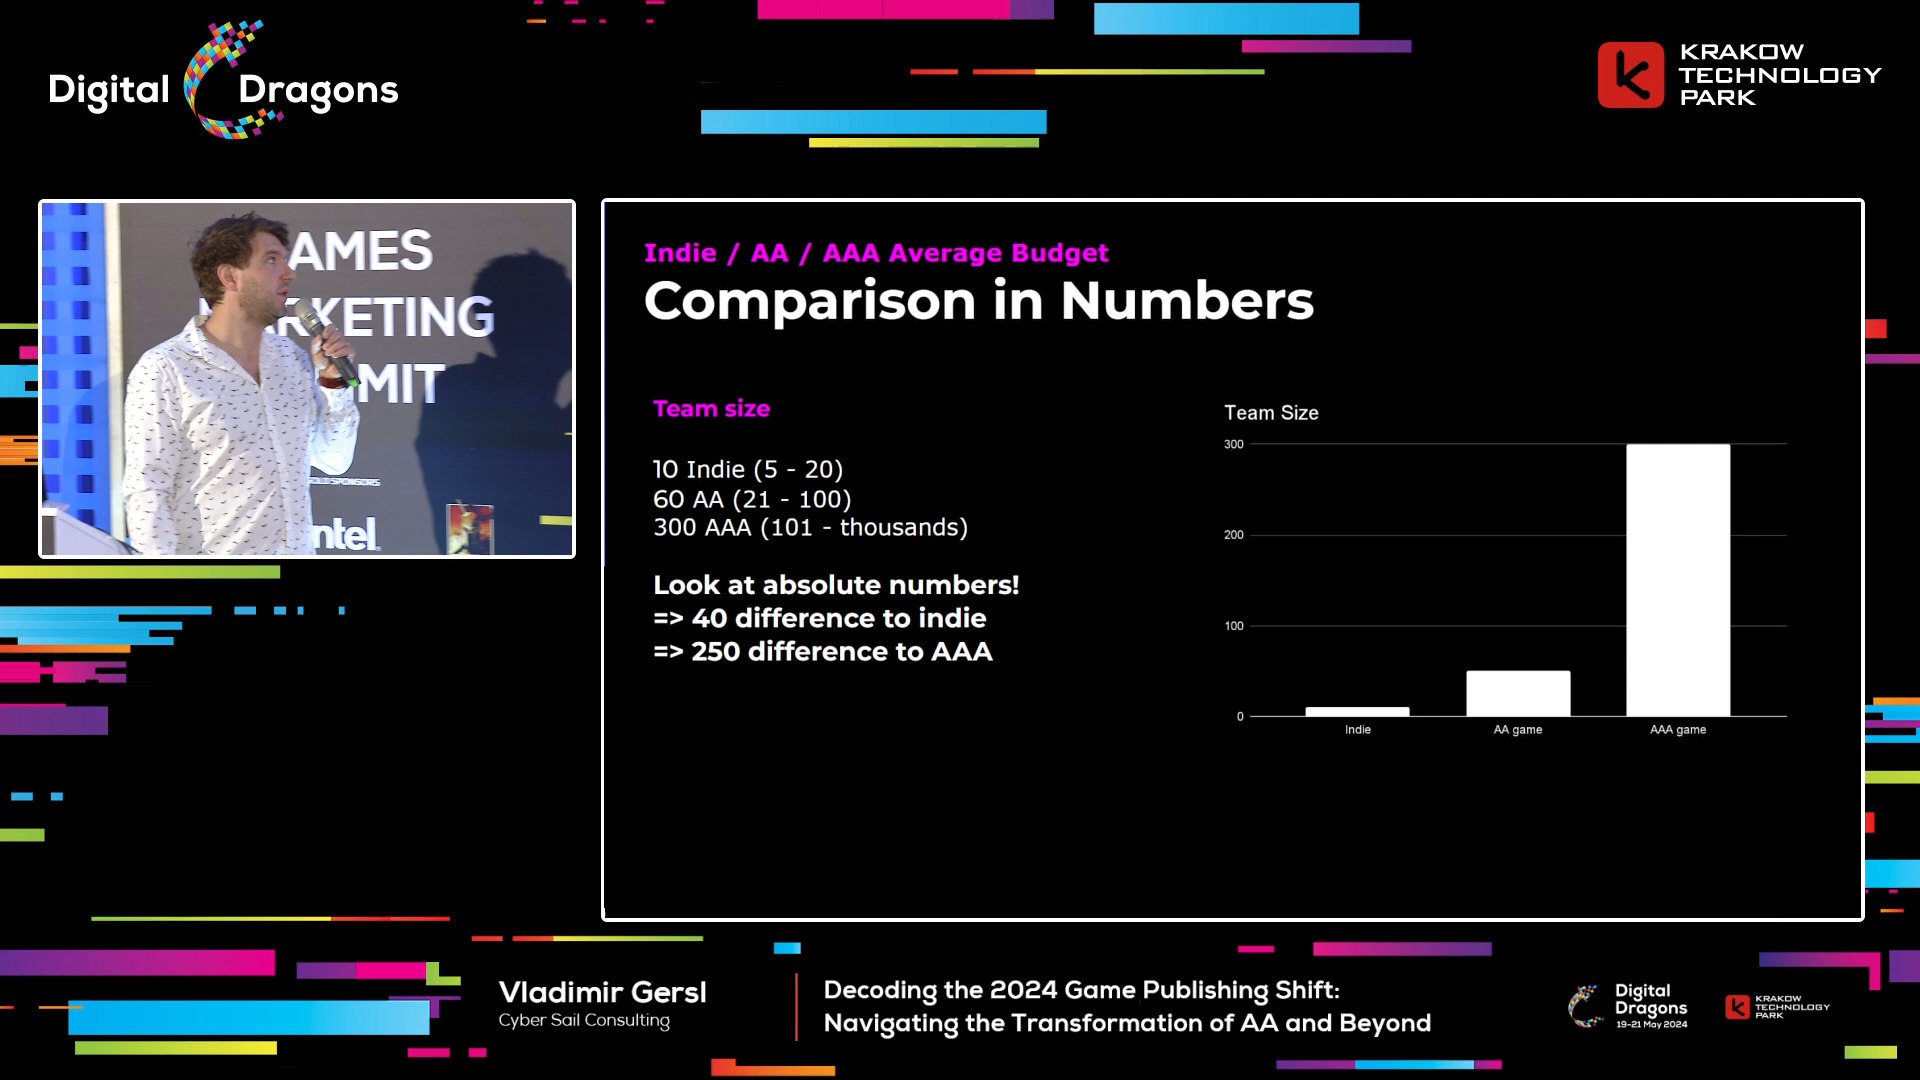 Digital Dragons
KRAKOW
TECHNOLOGY
PARK
AMES
M RKETING
MIT
SPONSORS
ntel.
Indie / AA / AAA Average Budget
Comparison in Numbers
Team size
10 Indie (5 - 20)
60 AA (21 - 100)
300 AAA (101 - thousands)
Look at absolute numbers!
=> 40 difference to indie
=> 250 difference to AAA
Team Size
300
200
100
0
Indie
AA game
AAA game
Vladimir Gersl
Cyber Sail Consulting
Decoding the 2024 Game Publishing Shift:
Navigating the Transformation of AA and Beyond
Digital
Dragons
19-21 May 2024
KRAKOW
TECHNOLOGY
PARK